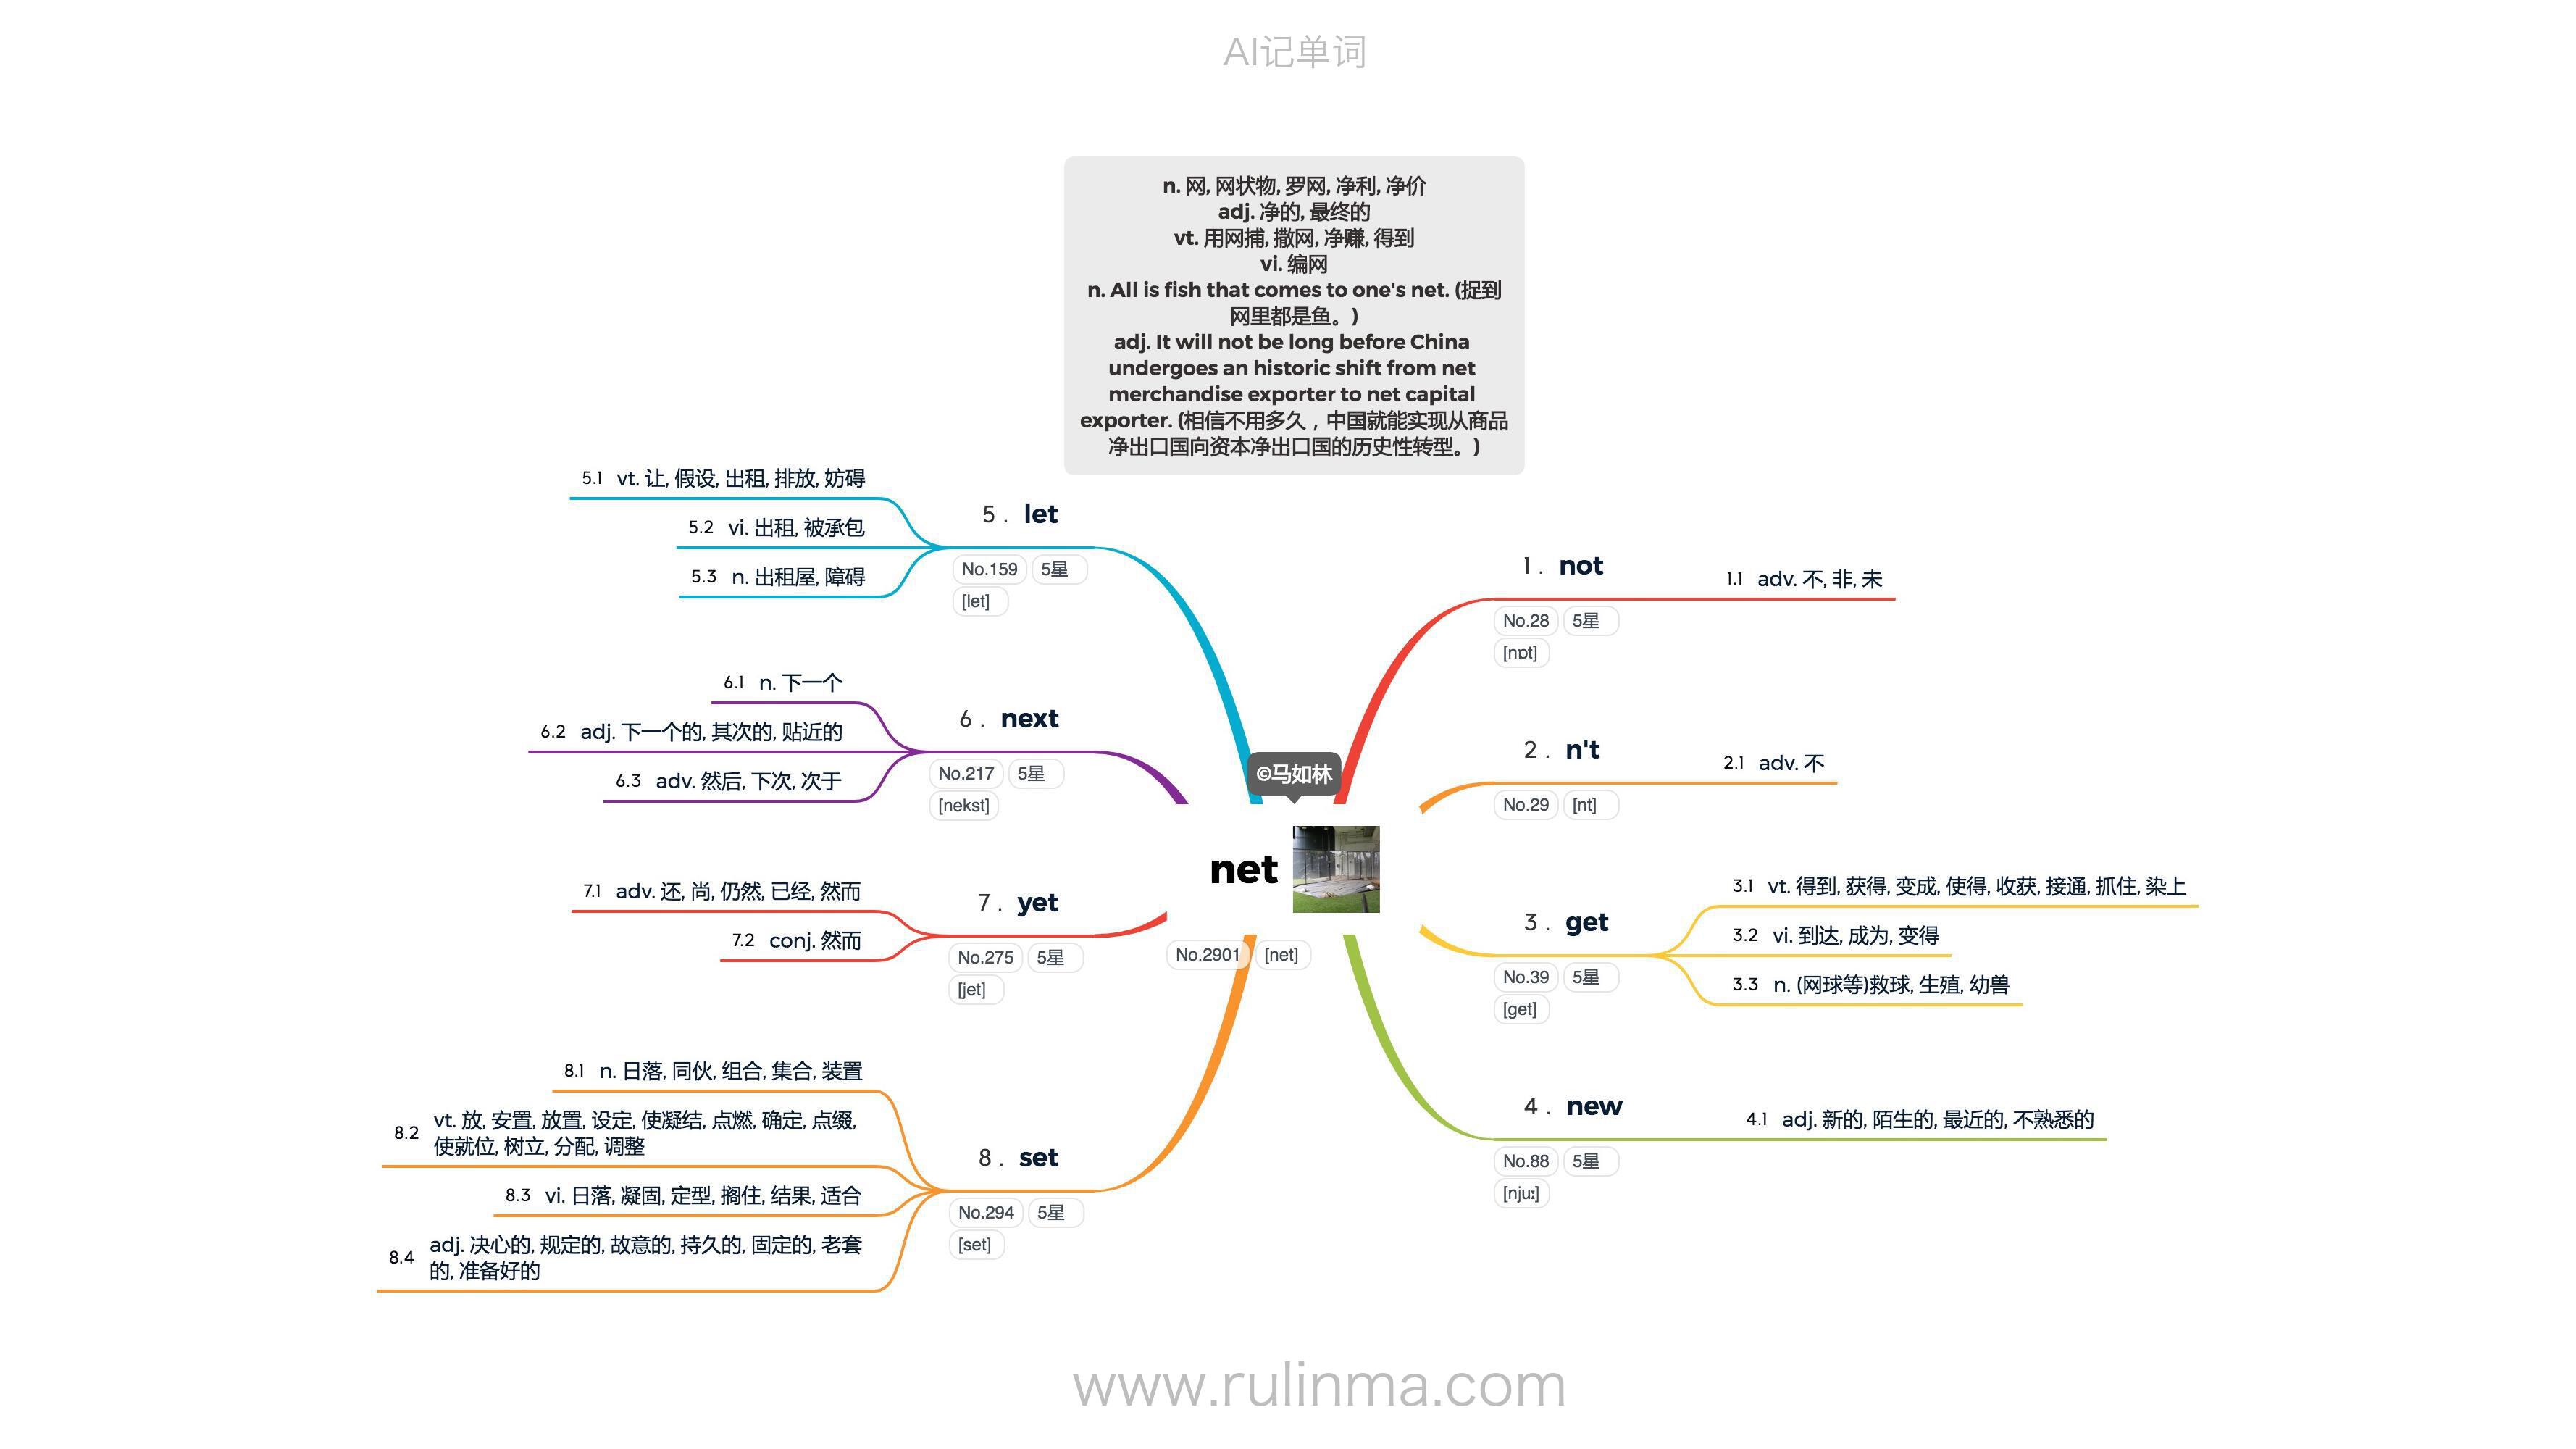 AI记单词
n. 网, 网状物, 罗网, 净利, 净价
adj. 净的, 最终的
vt. 用网捕, 撒网, 净赚, 得到
vi. 编网
n. All is fish that comes to one's net. (捉到
网里都是鱼。)
adj. It will not be long before China
undergoes an historic shift from net
merchandise exporter to net capital
exporter. (相信不用多久，中国就能实现从商品
净出口国向资本净出口国的历史性转型。)
©马如林
net
No.2901 [net]
1. not
No.28 5星
[nɒt]
1.1 adv. 不, 非, 未
2. n't
No.29 [nt]
2.1 adv. 不
3. get
No.39 5星
[get]
3.1 vt. 得到, 获得, 变成, 使得, 收获, 接通, 抓住, 染上
3.2 vi. 到达, 成为, 变得
3.3 n. (网球等)救球, 生殖, 幼兽
4. new
No.88 5星
[njuː]
4.1 adj. 新的, 陌生的, 最近的, 不熟悉的
5. let
No.159 5星
[let]
5.1 vt. 让, 假设, 出租, 排放, 妨碍
5.2 vi. 出租, 被承包
5.3 n. 出租屋, 障碍
6. next
No.217 5星
[nekst]
6.1 n. 下一个
6.2 adj. 下一个的, 其次的, 贴近的
6.3 adv. 然后, 下次, 次于
7. yet
No.275 5星
[jet]
7.1 adv. 还, 尚, 仍然, 已经, 然而
7.2 conj. 然而
8. set
No.294 5星
[set]
8.1 n. 日落, 同伙, 组合, 集合, 装置
8.2 vt. 放, 安置, 放置, 设定, 使凝结, 点燃, 确定, 点缀,
使就位, 树立, 分配, 调整
8.3 vi. 日落, 凝固, 定型, 搁住, 结果, 适合
8.4 adj. 决心的, 规定的, 故意的, 持久的, 固定的, 老套
的, 准备好的
www.rulinma.com